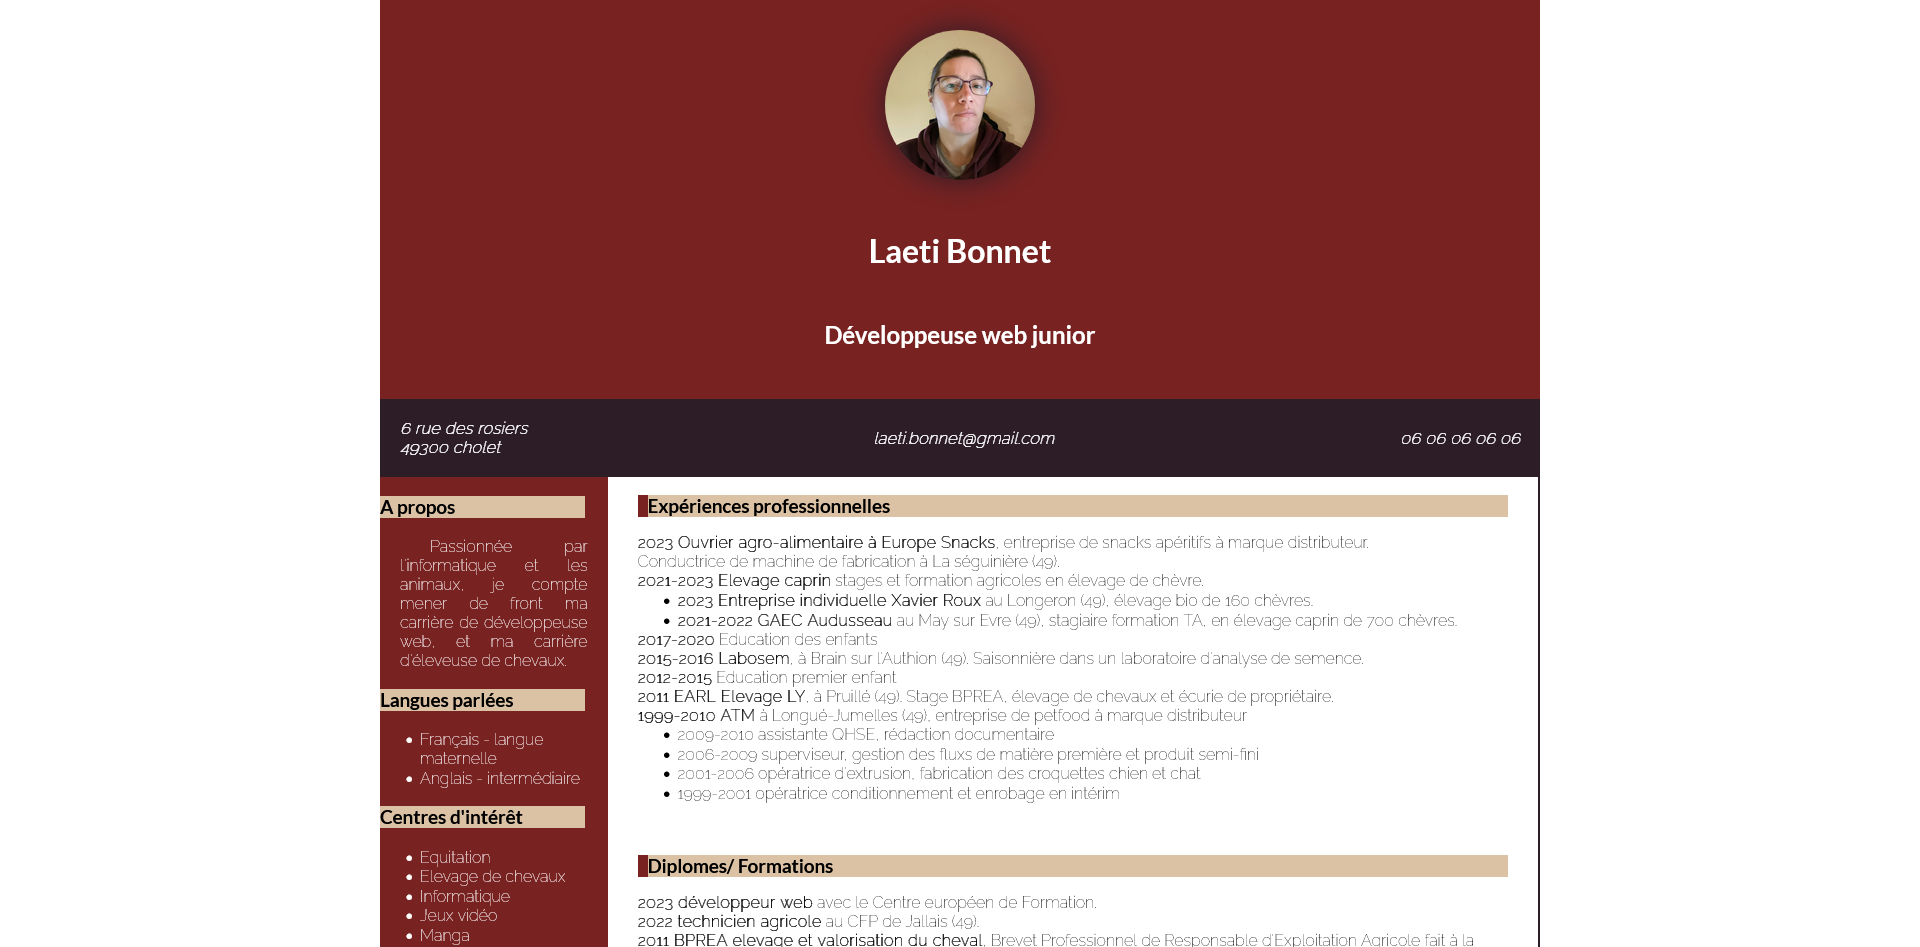 Laeti Bonnet
Développeuse web junior
6 rue des rosiers
49300 cholet
laeti.bonnet@gmail.com
06 06 06 06 06
A propos
Passionnée par
l'informatique et les
animaux, je compte
mener de front ma
carrière de développeuse
web, et ma carrière
d'éleveuse de chevaux.
Langues parlées
Français - langue
maternelle
Anglais - intermédiaire
Centres d'intérêt
Equitation
Elevage de chevaux
Informatique
Jeux vidéo
Manga
Expériences professionnelles
2023 Ouvrier agro-alimentaire à Europe Snacks, entreprise de snacks apéritifs à marque distributeur.
Conductrice de machine de fabrication à La séguinière (49).
2021-2023 Elevage caprin stages et formation agricoles en élevage de chèvre.
2023 Entreprise individuelle Xavier Roux au Longeron (49), élevage bio de 160 chèvres.
2021-2022 GAEC Audusseau au May sur Evre (49), stagiaire formation TA, en élevage caprin de 700 chèvres.
2017-2020 Education des enfants
2015-2016 Labosem, à Brain sur l'Authion (49). Saisonnière dans un laboratoire d'analyse de semence.
2012-2015 Education premier enfant
2011 EARL Elevage LY, à Pruillé (49). Stage BPREA, élevage de chevaux et écurie de propriétaire.
1999-2010 ATM à Longué-Jumelles (49), entreprise de petfood à marque distributeur
2009-2010 assistante QHSE, rédaction documentaire
2006-2009 superviseur, gestion des flux de matière première et produit semi-fini
2001-2006 opératrice d'extrusion, fabrication des croquettes chien et chat
1999-2001 opératrice conditionnement et enrobage en intérim
Diplomes/ Formations
2023 développeur web avec le Centre européen de Formation.
2022 technicien agricole au CFP de Jallais (49).
2011 BPREA elevage et valorisation du cheval, Brevet Professionnel de Responsable d'Exploitation Agricole fait à la